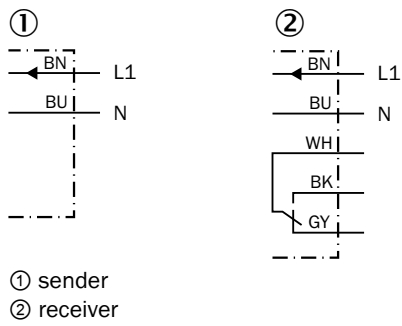 ① ②
BN L1 BN L1
BU N BU N
WH
BK
GY
① sender
② receiver